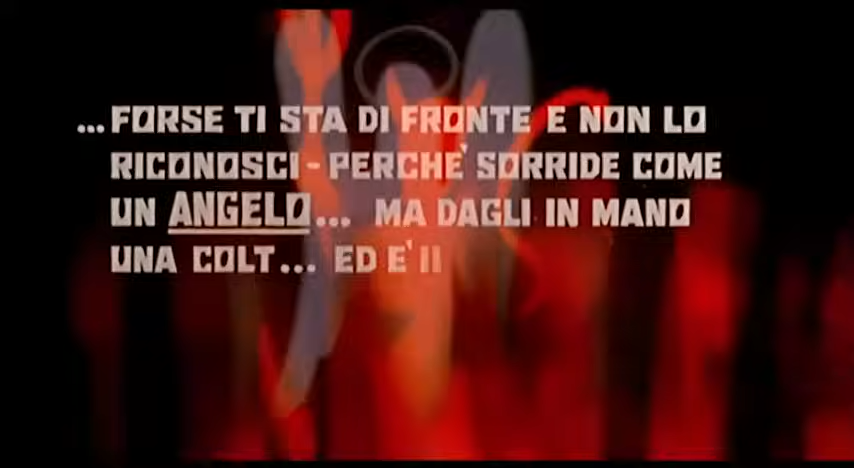 ...FORSE TI STA DI FRONTE E NON LO
RICONOSCI-PERCHE' SORRIDE COME
UN ANGELO... MA DAGLI IN MANO
UNA COLT... ED E'